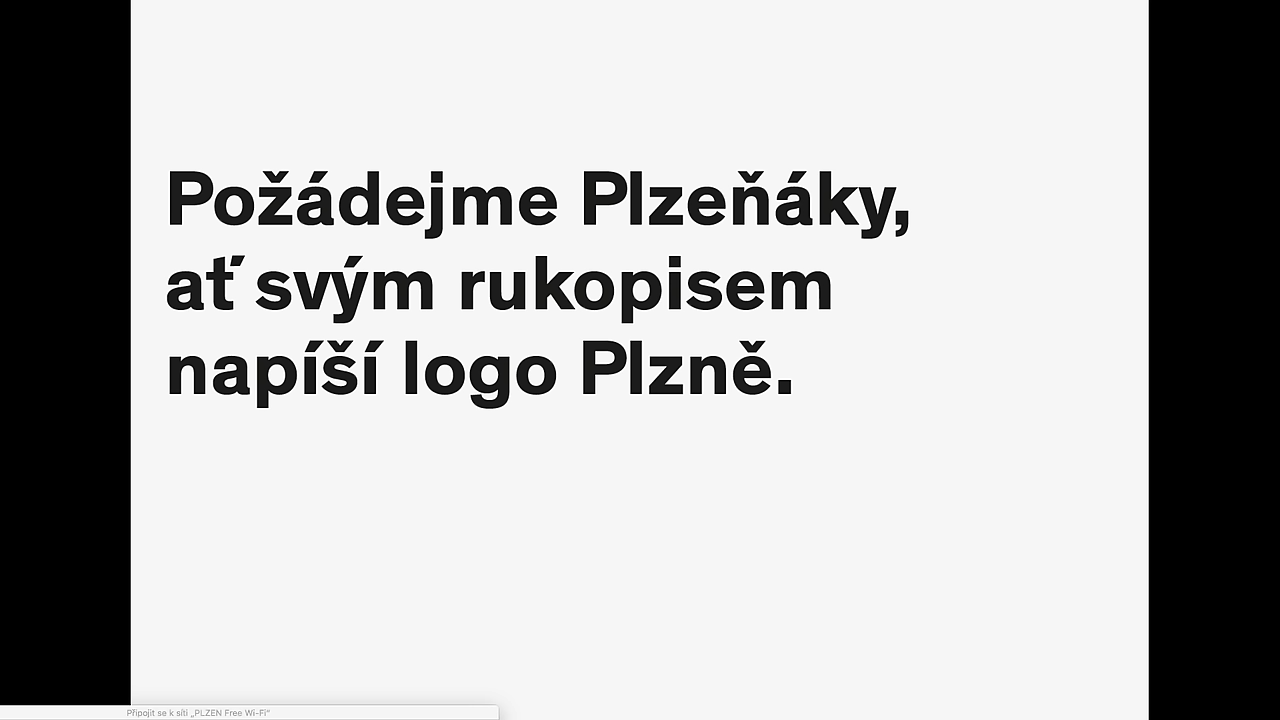 Požádejme Plzeňáky,
ať svým rukopisem
napíší logo Plzně.
Připojit se k síti „PLZEN Free Wi-Fi“